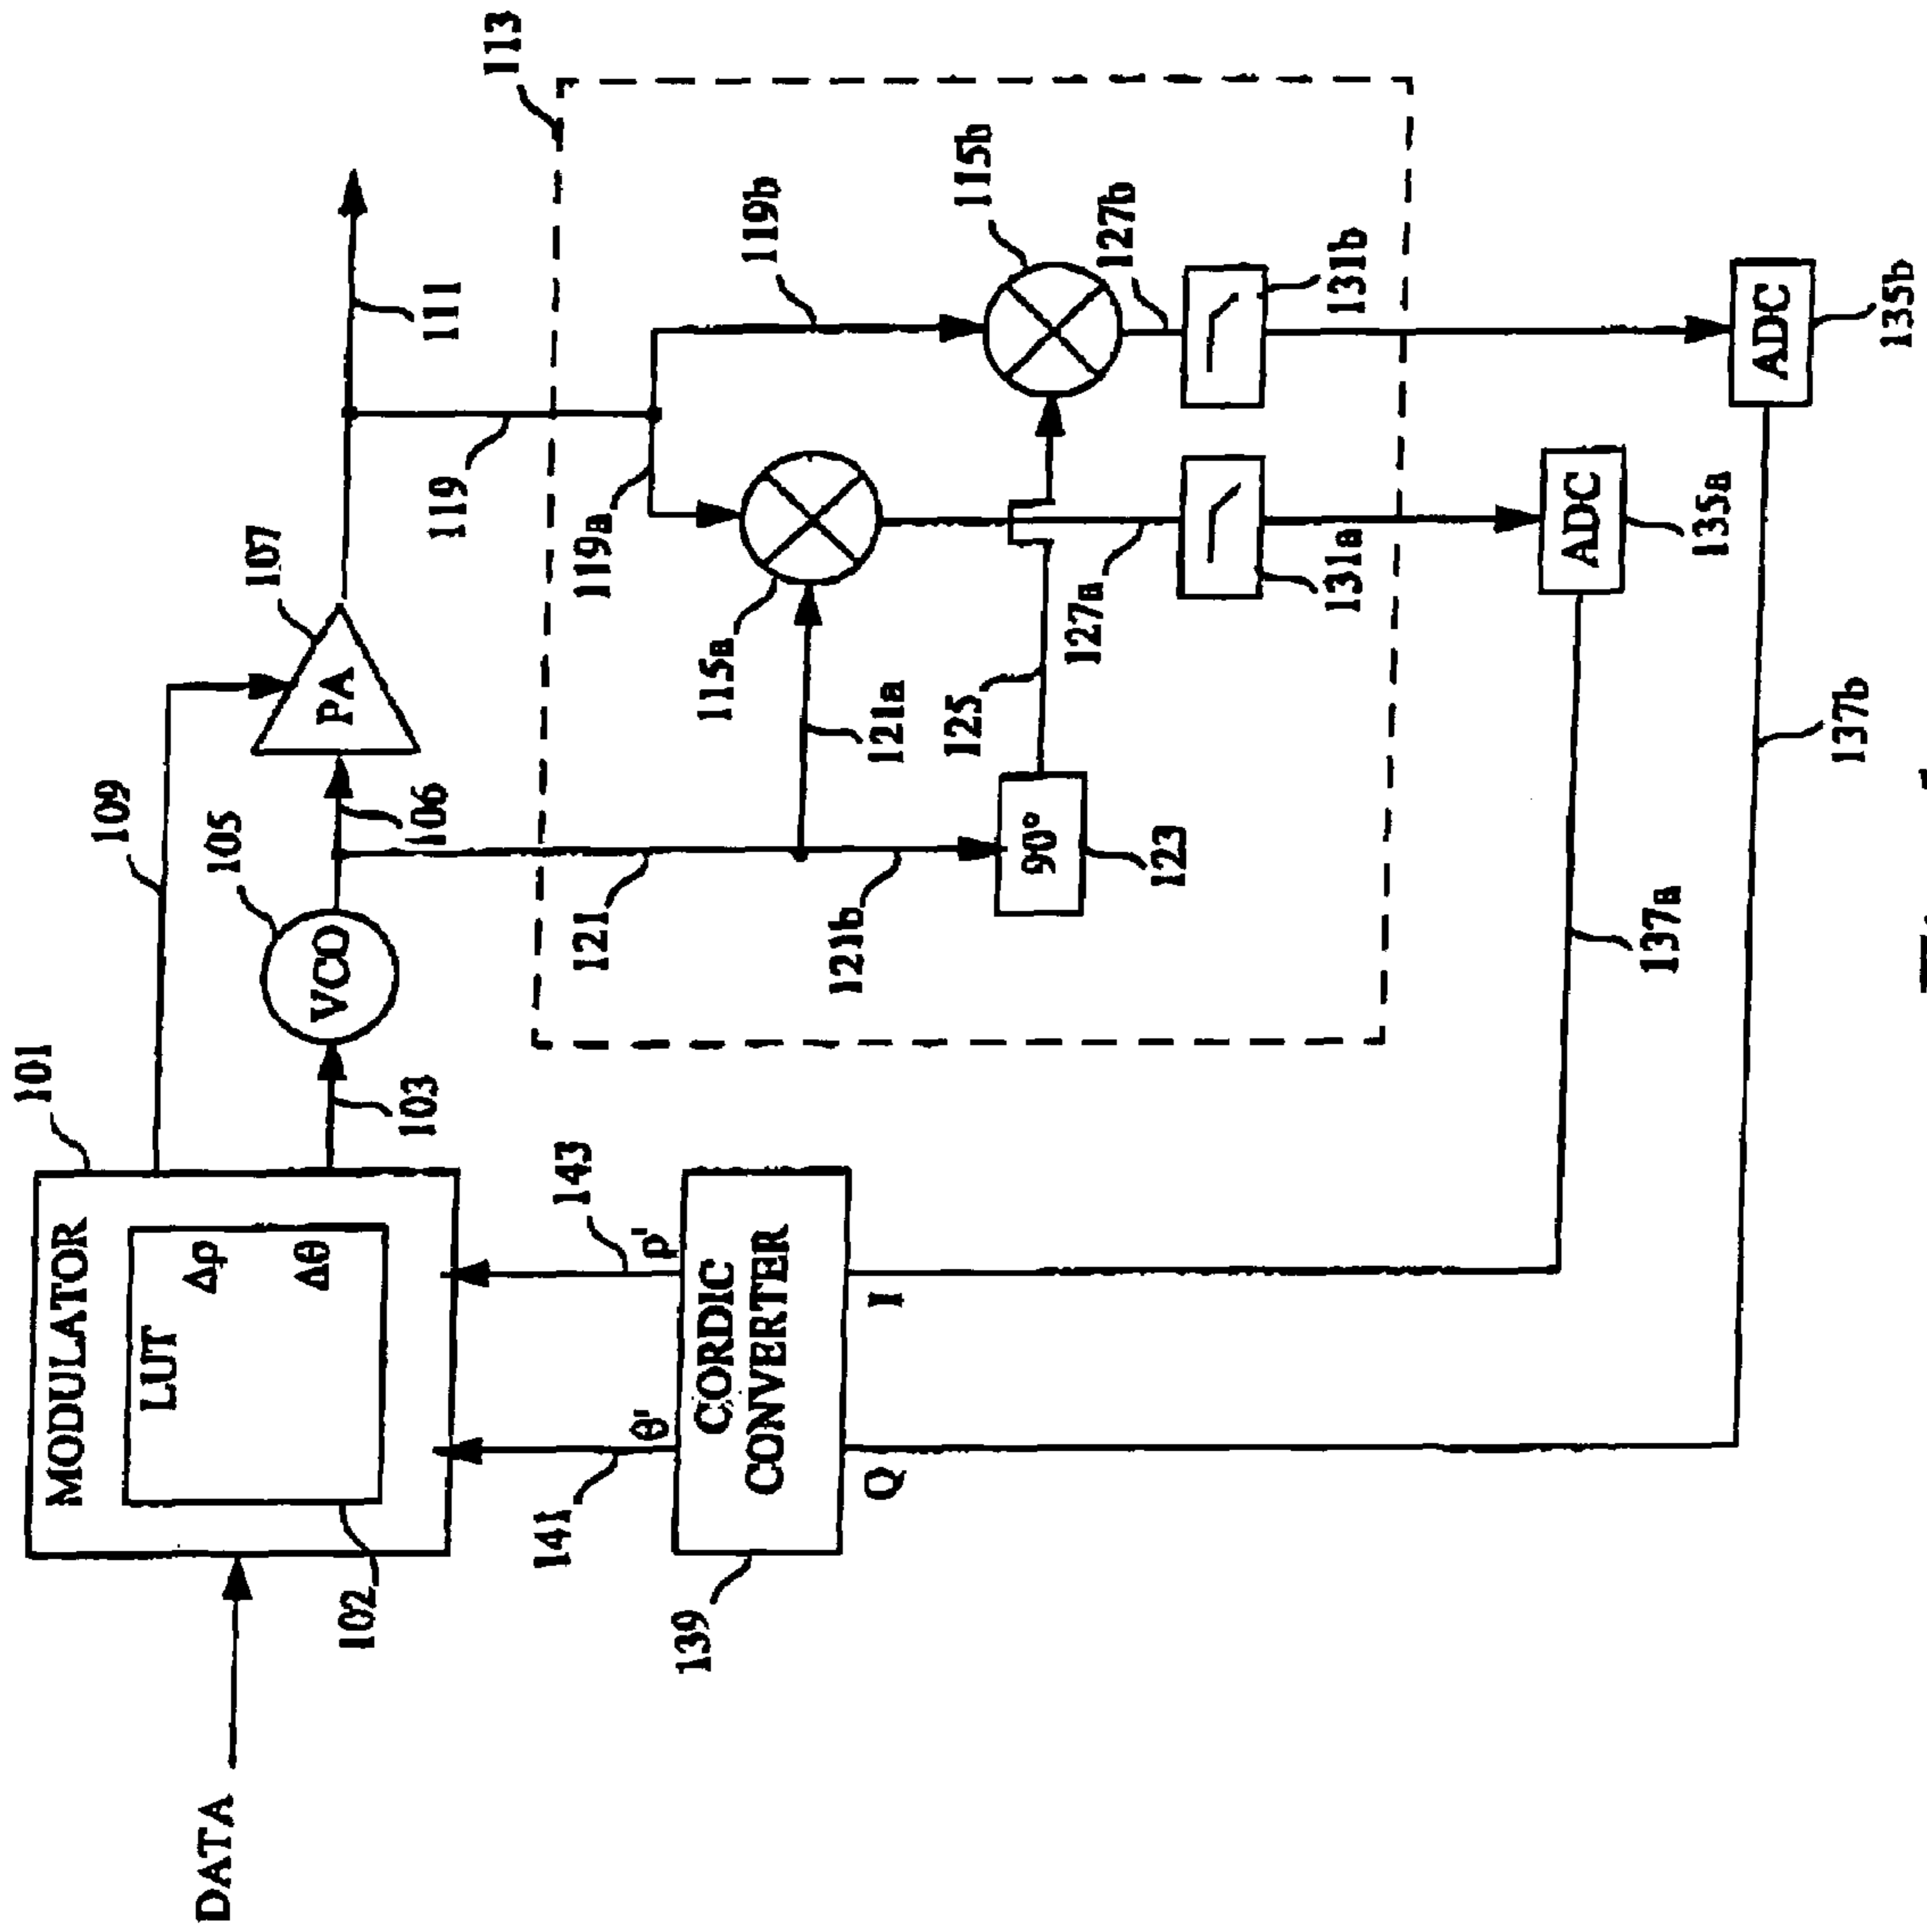 DATA
101
MODULATOR
LUT
Δρ
Δθ
102
103
105
VCO
106
109
107
PA
111
113
119
119a
119b
115a
115b
121
121a
121b
90°
123
125
127a
127b
131a
131b
ADC
135a
ADC
135b
137a
137b
141
θ'
143
ρ'
CORDIC
CONVERTER
139
Q
I